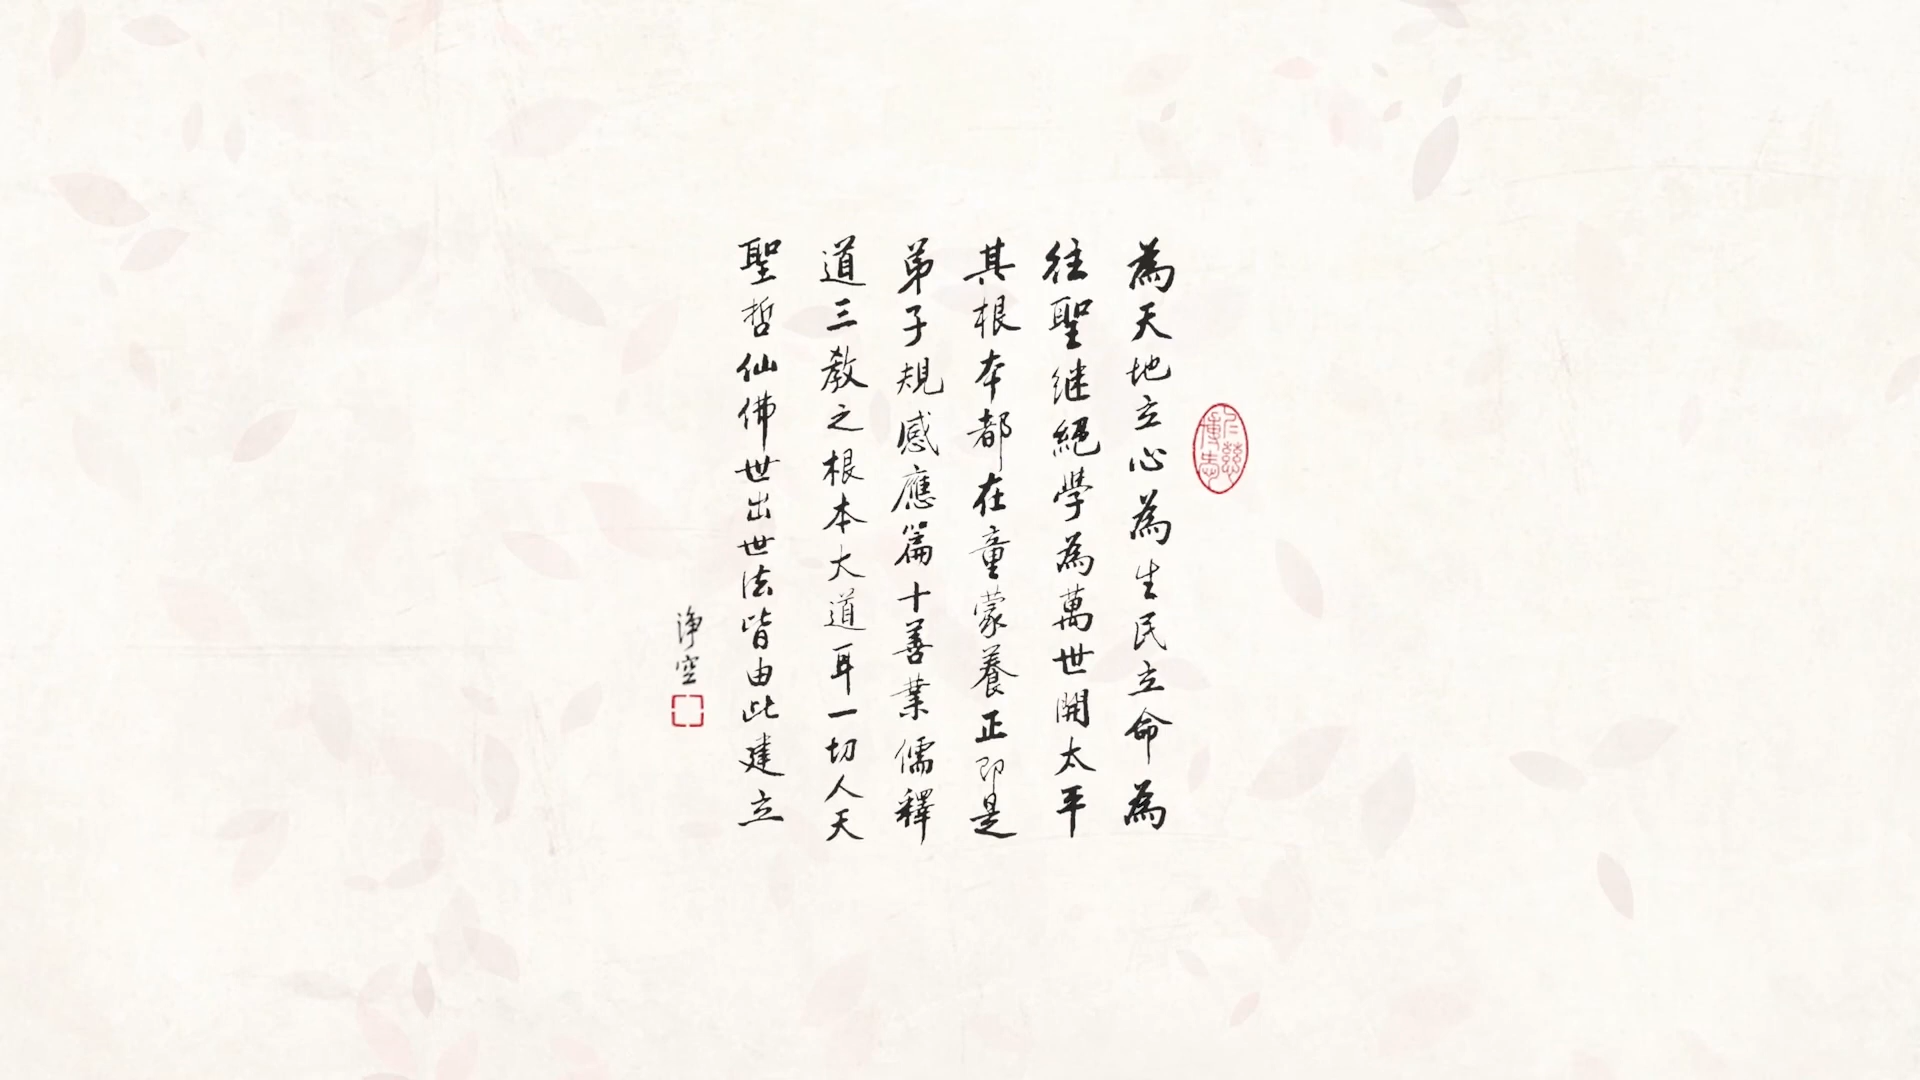 為天地立心為生民立命為
往聖继絕學為萬世開太平
其根本都在童蒙養正即是
弟子規感應篇十善業儒釋
道三教之根本大道耳一切人天
聖哲仙佛世出世法皆由此建立
淨空